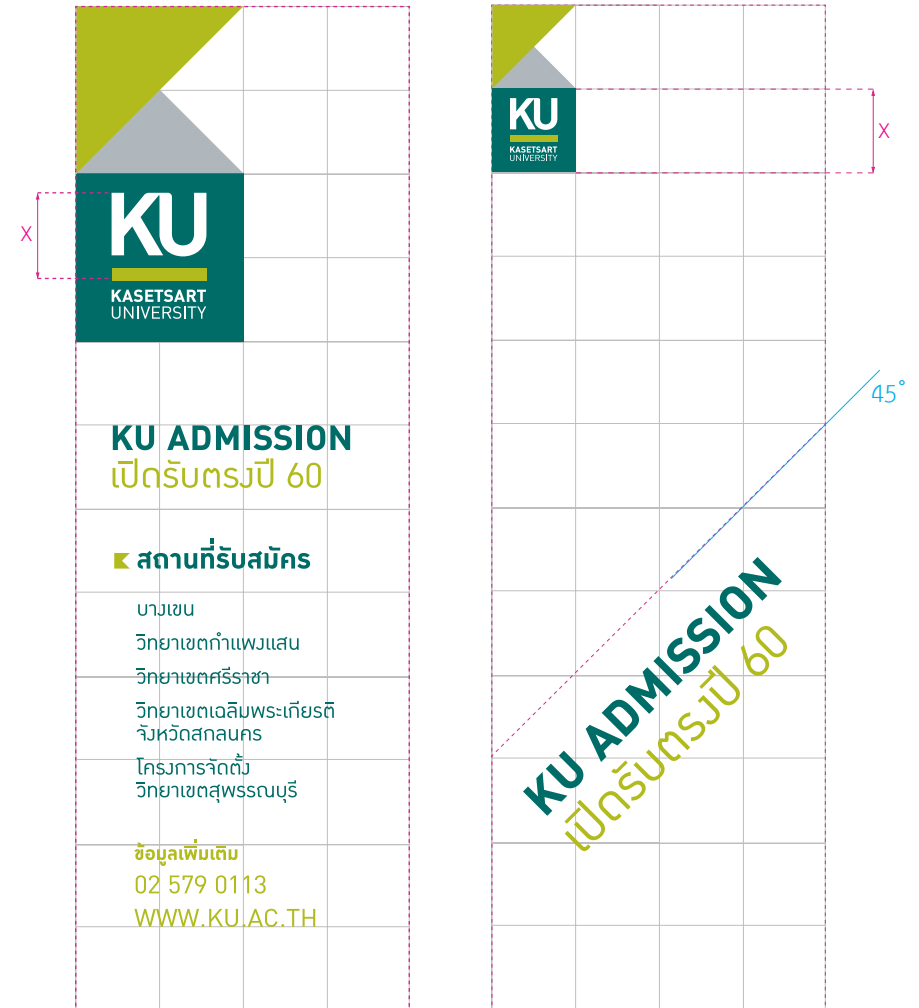 X
KU
KASETSART
UNIVERSITY
KU ADMISSION
เปิดรับตรงปี 60
สถานที่รับสมัคร
บางเขน
วิทยาเขตกำแพงแสน
วิทยาเขตศรีราชา
วิทยาเขตเฉลิมพระเกียรติ
จังหวัดสกลนคร
โครงการจัดตั้ง
วิทยาเขตสุพรรณบุรี
ข้อมูลเพิ่มเติม
02 579 0113
WWW.KU.AC.TH
KU
KASETSART
UNIVERSITY
X
45°
KU ADMISSION
เปิดรับตรงปี 60